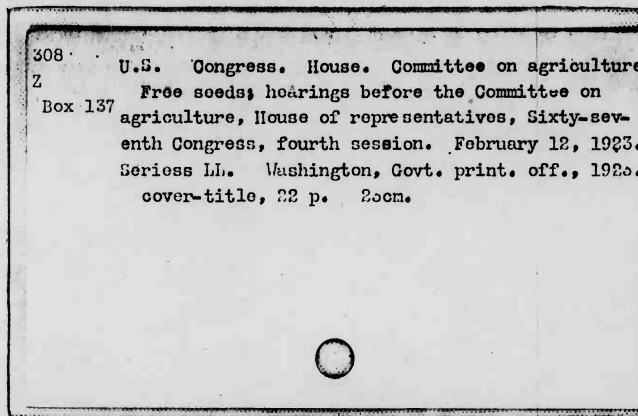 308
U.S. Congress. House. Committee on agriculture
Z
Free seeds; hearings before the Committee on
Box 137
agriculture, House of representatives, Sixty-sev-
enth Congress, fourth session. February 12, 1923.
Seriess LL. Washington, Govt. print. off., 1923.
cover-title, 22 p. 23cm.